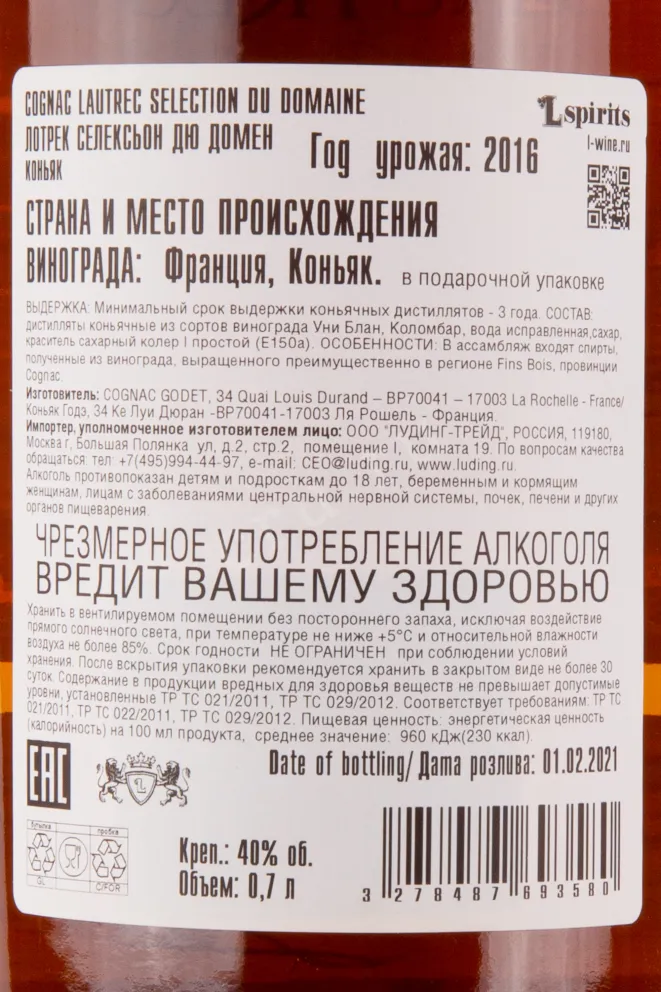 COGNAC LAUTREC SELECTION DU DOMAINE
ЛОТРЕК СЕЛЕКСЬОН ДЮ ДОМЕН
КОНЬЯК
Год урожая: 2016
Lspirits
l-wine.ru
СТРАНА И МЕСТО ПРОИСХОЖДЕНИЯ
ВИНОГРАДА: Франция, Коньяк. в подарочной упаковке
ВЫДЕРЖКА: Минимальный срок выдержки коньячных дистиллятов - 3 года. СОСТАВ:
дистилляты коньячные из сортов винограда Уни Блан, Коломбар, вода исправленная,сахар,
краситель сахарный колер I простой (E150a). ОСОБЕННОСТИ: В ассамбляж входят спирты,
полученные из винограда, выращенного преимущественно в регионе Fins Bois, провинции
Cognac.
Изготовитель: COGNAC GODET, 34 Quai Louis Durand – BP70041 – 17003 La Rochelle - France/
Коньяк Годэ, 34 Ке Луи Дюран -BP70041-17003 Ля Рошель - Франция.
Импортер, уполномоченное изготовителем лицо: ООО "ЛУДИНГ-ТРЕЙД", РОССИЯ, 119180,
Москва г, Большая Полянка ул, д.2, стр.2, помещение I, комната 19. По вопросам качества
обращаться: тел: +7(495)994-44-97, e-mail: CEO@luding.ru, www.luding.ru.
Алкоголь противопоказан детям и подросткам до 18 лет, беременным и кормящим
женщинам, лицам с заболеваниями центральной нервной системы, почек, печени и других
органов пищеварения.
ЧРЕЗМЕРНОЕ УПОТРЕБЛЕНИЕ АЛКОГОЛЯ
ВРЕДИТ ВАШЕМУ ЗДОРОВЬЮ
Хранить в вентилируемом помещении без постороннего запаха, исключая воздействие
прямого солнечного света, при температуре не ниже +5°C и относительной влажности
воздуха не более 85%. Срок годности НЕ ОГРАНИЧЕН при соблюдении условий
хранения. После вскрытия упаковки рекомендуется хранить в закрытом виде не более 30
суток. Содержание в продукции вредных для здоровья веществ не превышает допустимые
уровни, установленные ТР ТС 021/2011, ТР ТС 029/2012. Соответствует требованиям: ТР ТС
021/2011, ТР ТС 022/2011, ТР ТС 029/2012. Пищевая ценность: энергетическая ценность
(калорийность) на 100 мл продукта, среднее значение: 960 кДж(230 ккал).
Date of bottling/ Дата розлива: 01.02.2021
EAC
L
бутылка пробка
GL C/FOR
Креп.: 40% об.
Объем: 0,7 л
3 278487 693580